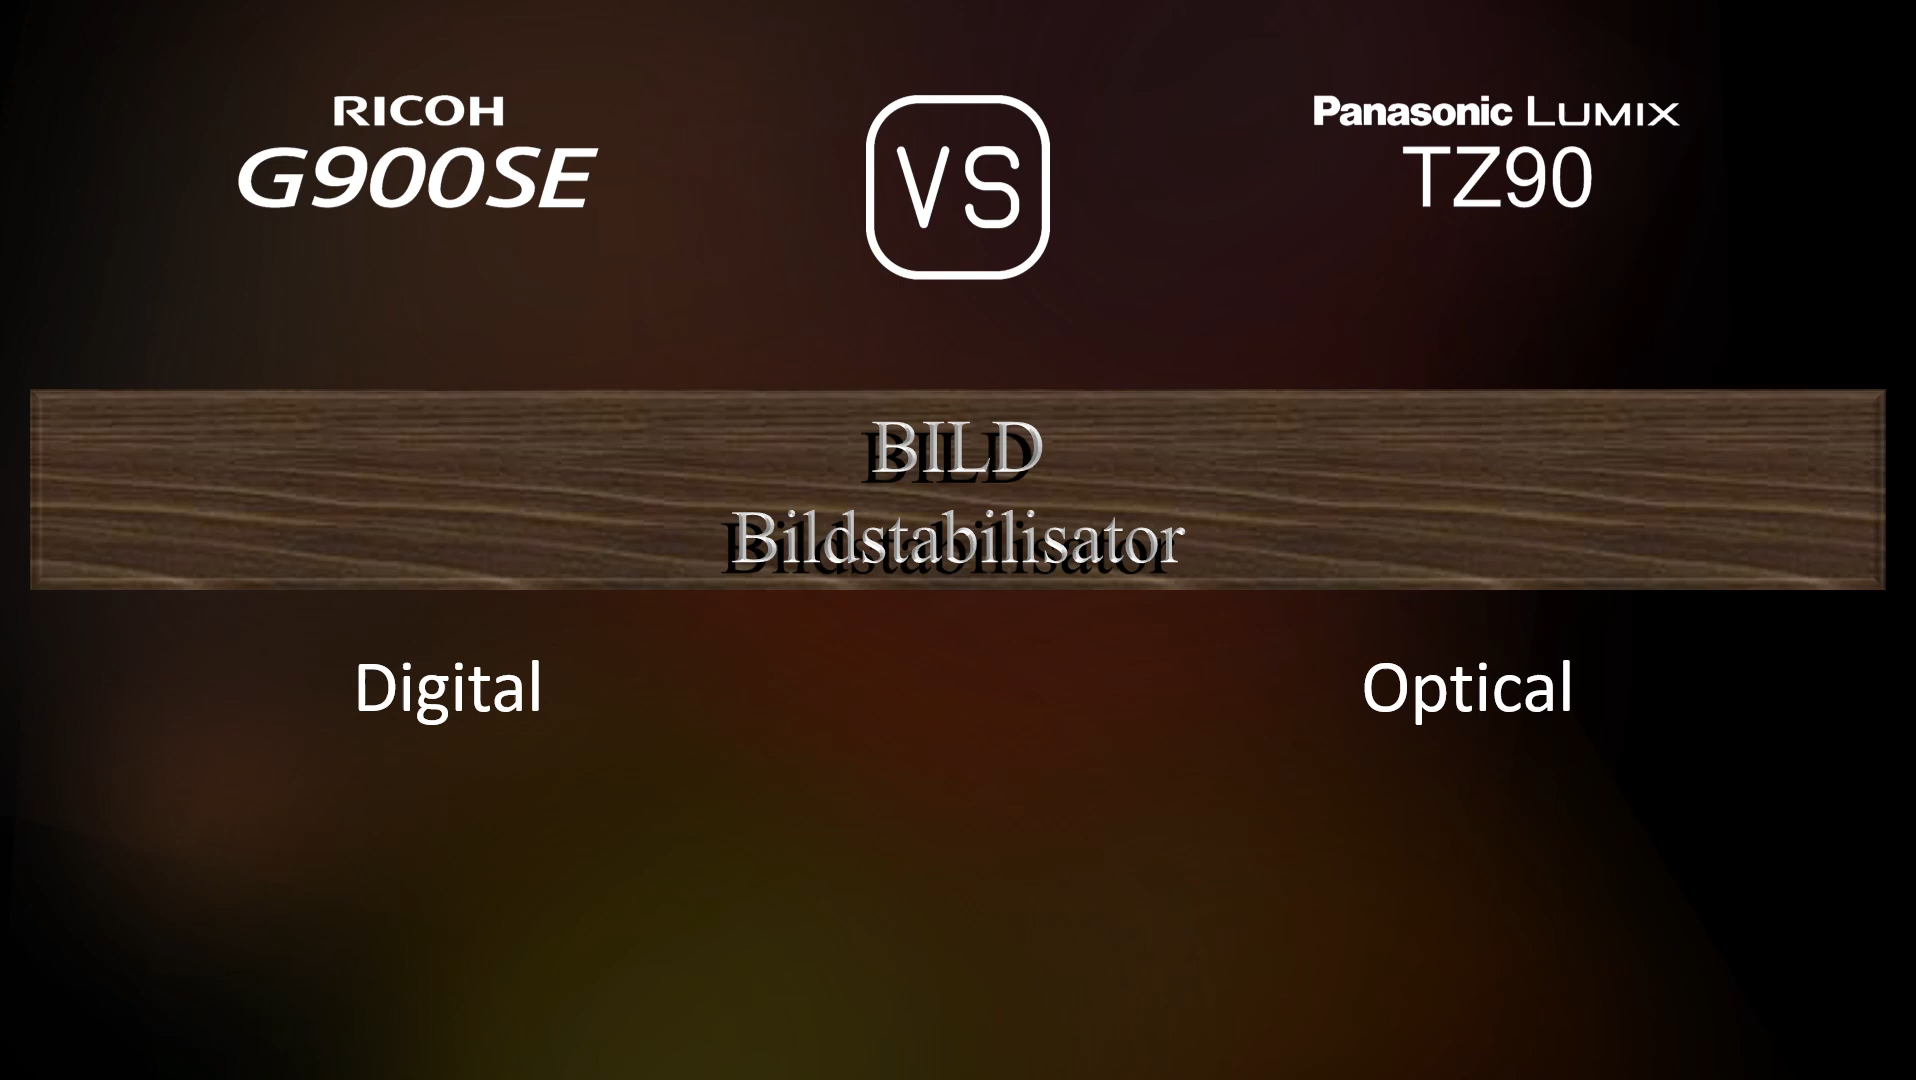 RICOH
G900SE
VS
Panasonic LUMIX
TZ90
BILD
Bildstabilisator
Digital
Optical